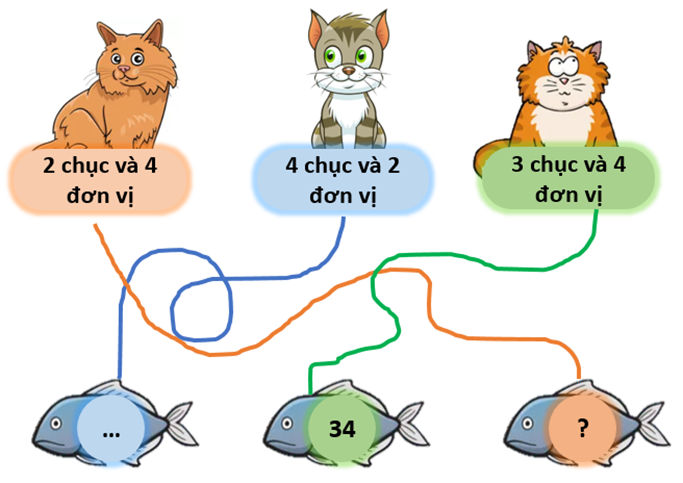 2 chục và 4
đơn vị
4 chục và 2
đơn vị
3 chục và 4
đơn vị
...
34
?